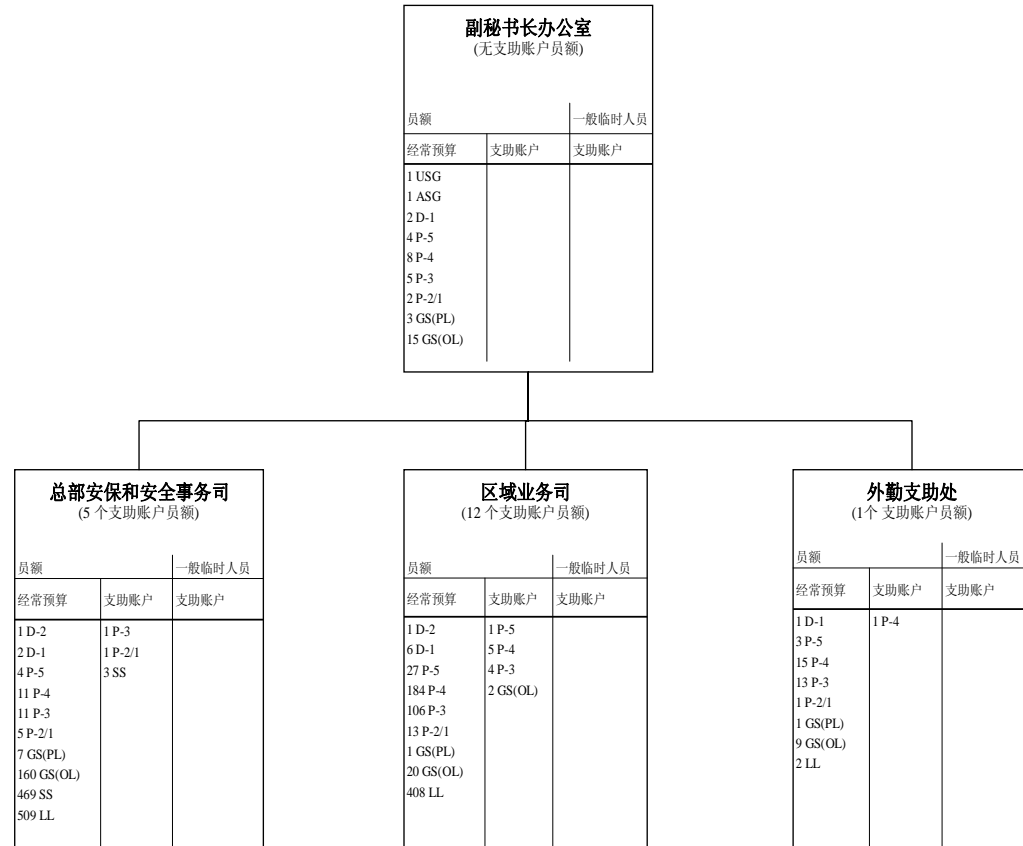 副秘书长办公室
(无支助账户员额)
员额 一般临时人员
经常预算 支助账户 支助账户
1 USG
1 ASG
2 D-1
4 P-5
8 P-4
5 P-3
2 P-2/1
3 GS(PL)
15 GS(OL)
总部安保和安全事务司
(5 个支助账户员额)
员额 一般临时人员
经常预算 支助账户 支助账户
1 D-2 1 P-3
2 D-1 1 P-2/1
4 P-5 3 SS
11 P-4
11 P-3
5 P-2/1
7 GS(PL)
160 GS(OL)
469 SS
509 LL
区域业务司
(12 个支助账户员额)
员额 一般临时人员
经常预算 支助账户 支助账户
1 D-2 1 P-5
6 D-1 5 P-4
27 P-5 4 P-3
184 P-4 2 GS(OL)
106 P-3
13 P-2/1
1 GS(PL)
20 GS(OL)
408 LL
外勤支助处
(1个 支助账户员额)
员额 一般临时人员
经常预算 支助账户 支助账户
1 D-1 1 P-4
3 P-5
15 P-4
13 P-3
1 P-2/1
1 GS(PL)
9 GS(OL)
2 LL